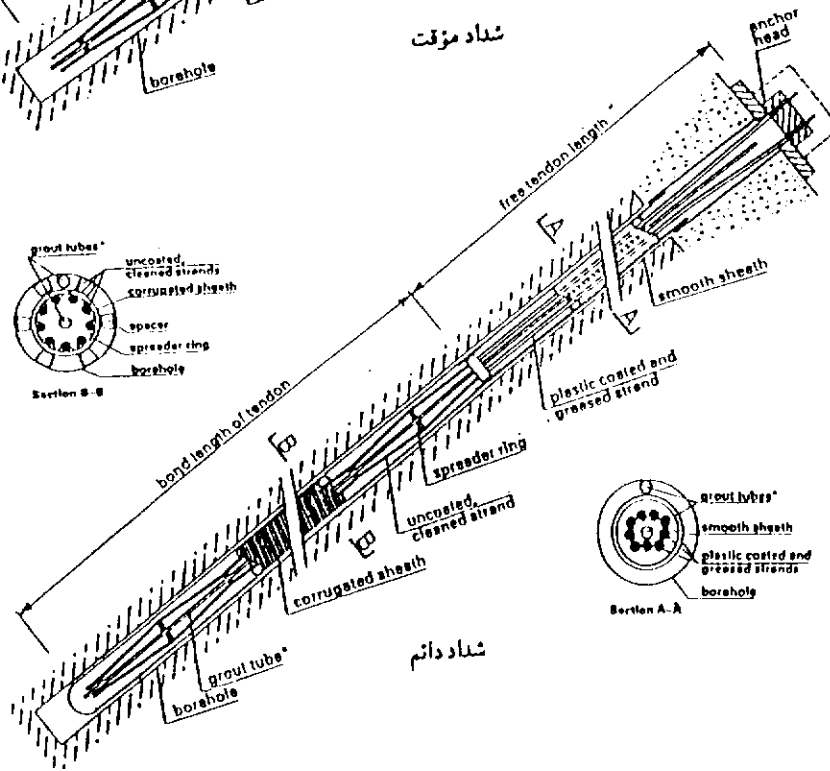 borehole
شداد مؤقت
anchor
head
free tendon length*
grout tubes*
uncoated,
cleaned strands
corrugated sheath
spacer
spreader ring
borehole
Section B-B
A
A
smooth sheath
plastic coated and
greased strand
bond length of tendon
B
B
spreader ring
uncoated,
cleaned strand
corrugated sheath
grout tube*
borehole
grout tubes*
smooth sheath
plastic coated and
greased strands
borehole
Section A-A
شداد دائم